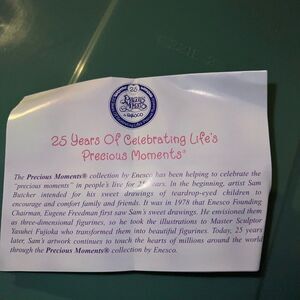 25
Precious
Moments
by Enesco
25 Years Of Celebrating Life's
Precious Moments®
The Precious Moments® collection by Enesco has been helping to celebrate the
"precious moments" in people's live for 25 years. In the beginning, artist Sam
Butcher intended for his sweet drawings of teardrop-eyed children to
encourage and comfort family and friends. It was in 1978 that Enesco Founding
Chairman, Eugene Freedman first saw Sam's sweet drawings. He envisioned them
as three-dimensional figurines, so he took the illustrations to Master Sculptor
Yasuhei Fujioka who transformed them into beautiful figurines. Today, 25 years
later, Sam's artwork continues to touch the hearts of millions around the world
through the Precious Moments® collection by Enesco.